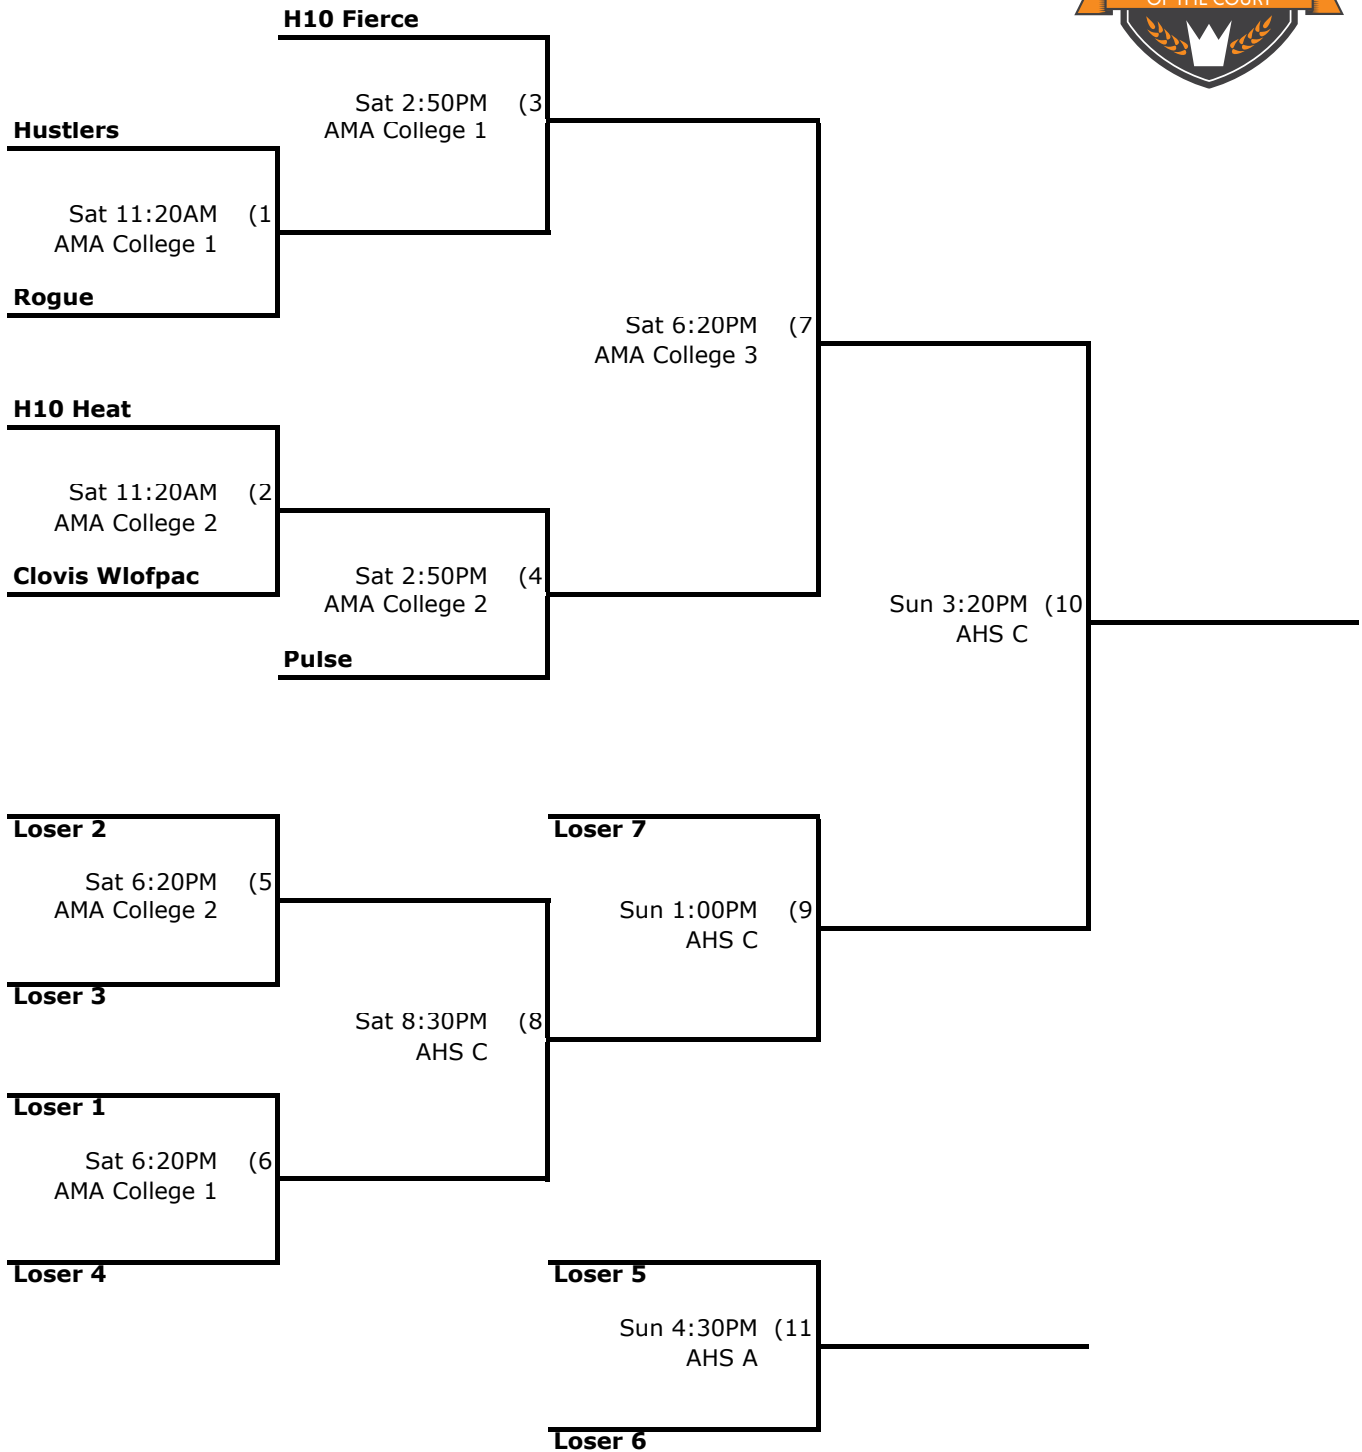 OF THE COURT
H10 Fierce
Sat 2:50PM (3
AMA College 1
Hustlers
Sat 11:20AM (1
AMA College 1
Rogue
Sat 6:20PM (7
AMA College 3
H10 Heat
Sat 11:20AM (2
AMA College 2
Clovis Wlofpac
Sat 2:50PM (4
AMA College 2
Pulse
Sun 3:20PM (10
AHS C
Loser 2
Sat 6:20PM (5
AMA College 2
Loser 3
Loser 7
Sun 1:00PM (9
AHS C
Sat 8:30PM (8
AHS C
Loser 1
Sat 6:20PM (6
AMA College 1
Loser 4
Loser 5
Sun 4:30PM (11
AHS A
Loser 6